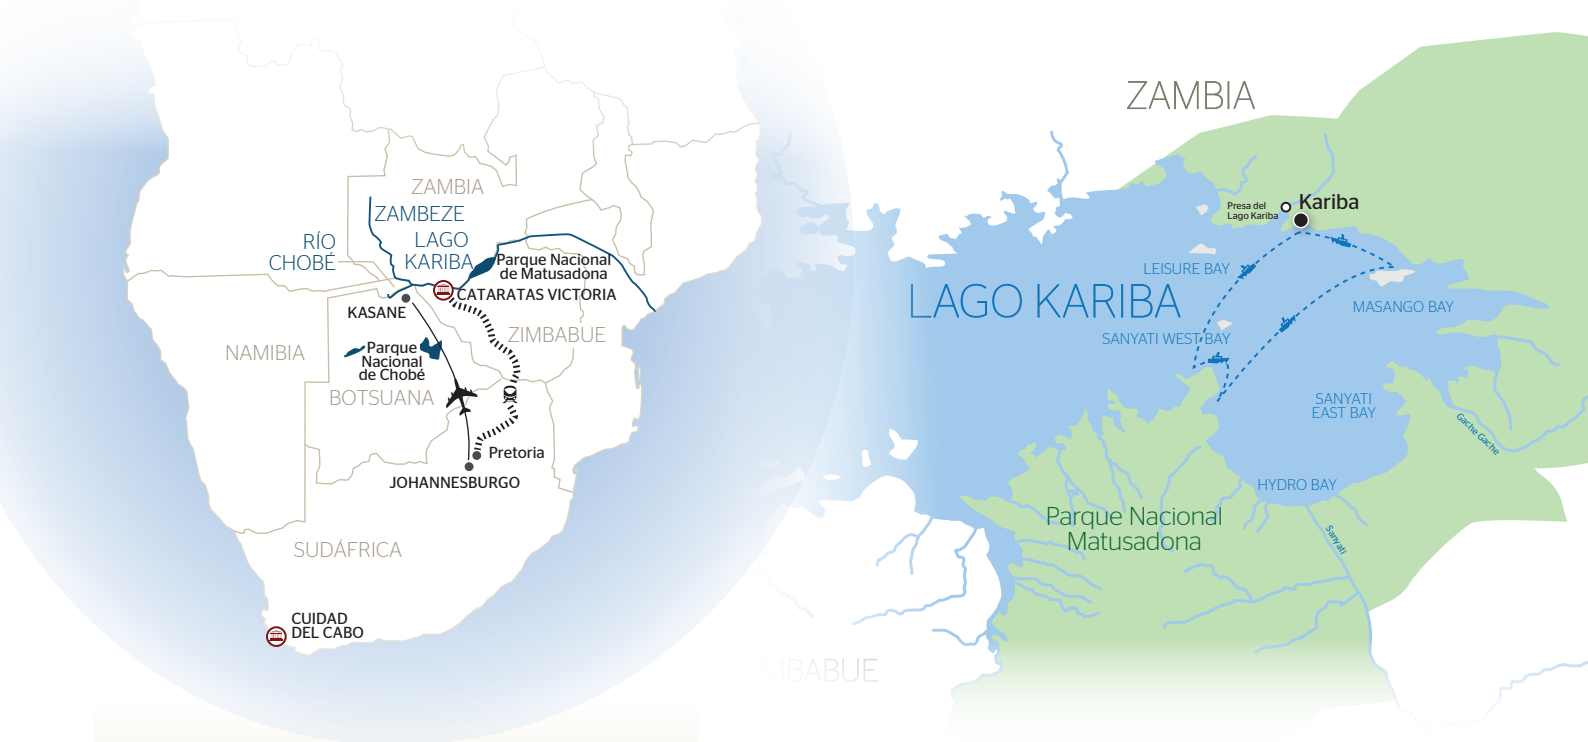 ZAMBIA
ZAMBEZE
RÍO
CHOBÉ
LAGO
KARIBA
Parque Nacional
de Matusadona
CATARATAS VICTORIA
KASANE
ZIMBABUE
NAMIBIA
Parque
Nacional
de Chobé
BOTSUANA
Pretoria
JOHANNESBURGO
SUDÁFRICA
CUIDAD
DEL CABO
ZAMBIA
Presa del
Lago Kariba
Kariba
LEISURE BAY
LAGO KARIBA
MASANGO BAY
SANYATI WEST BAY
SANYATI
EAST BAY
Gache Gache
HYDRO BAY
Parque Nacional
Matusadona
Sanyati
MBABUE